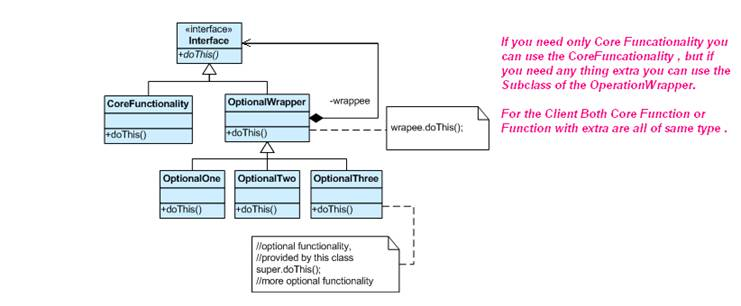 «interface»
Interface
+doThis()
CoreFunctionality
+doThis()
OptionalWrapper
+doThis()
-wrappee
wrapee.doThis();
OptionalOne
+doThis()
OptionalTwo
+doThis()
OptionalThree
+doThis()
//optional functionality,
//provided by this class
super.doThis();
//more optional functionality
If you need only Core Funcationality you
can use the CoreFuncationality , but if
you need any thing extra you can use the
Subclass of the OperationWrapper.
For the Client Both Core Function or
Function with extra are all of same type .